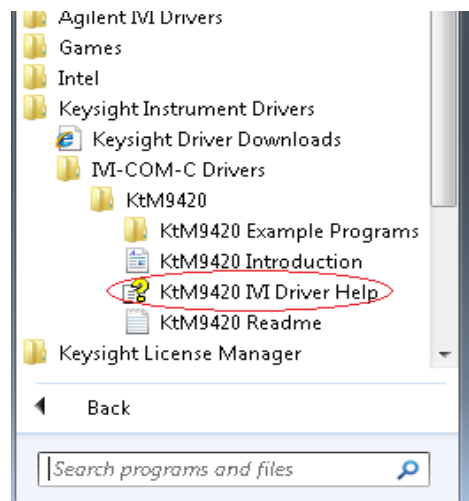 Agilent IVI Drivers
Games
Intel
Keysight Instrument Drivers
Keysight Driver Downloads
IVI-COM-C Drivers
KtM9420
KtM9420 Example Programs
KtM9420 Introduction
KtM9420 IVI Driver Help
KtM9420 Readme
Keysight License Manager
Back
Search programs and files